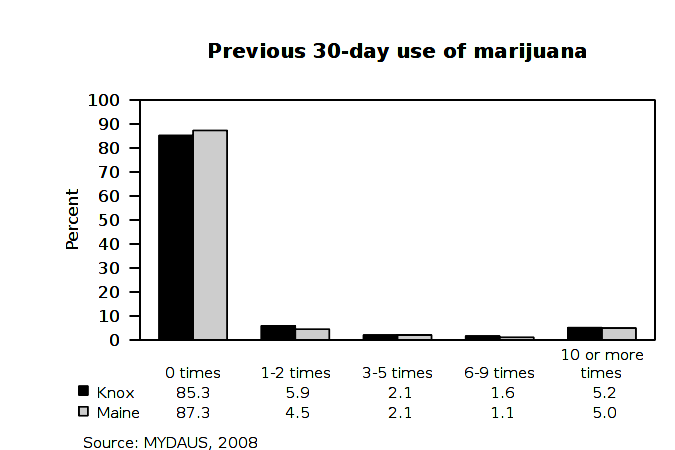 Previous 30-day use of marijuana
Percent
100
90
80
70
60
50
40
30
20
10
0
0 times 1-2 times 3-5 times 6-9 times 10 or more times
Knox 85.3 5.9 2.1 1.6 5.2
Maine 87.3 4.5 2.1 1.1 5.0
Source: MYDAUS, 2008